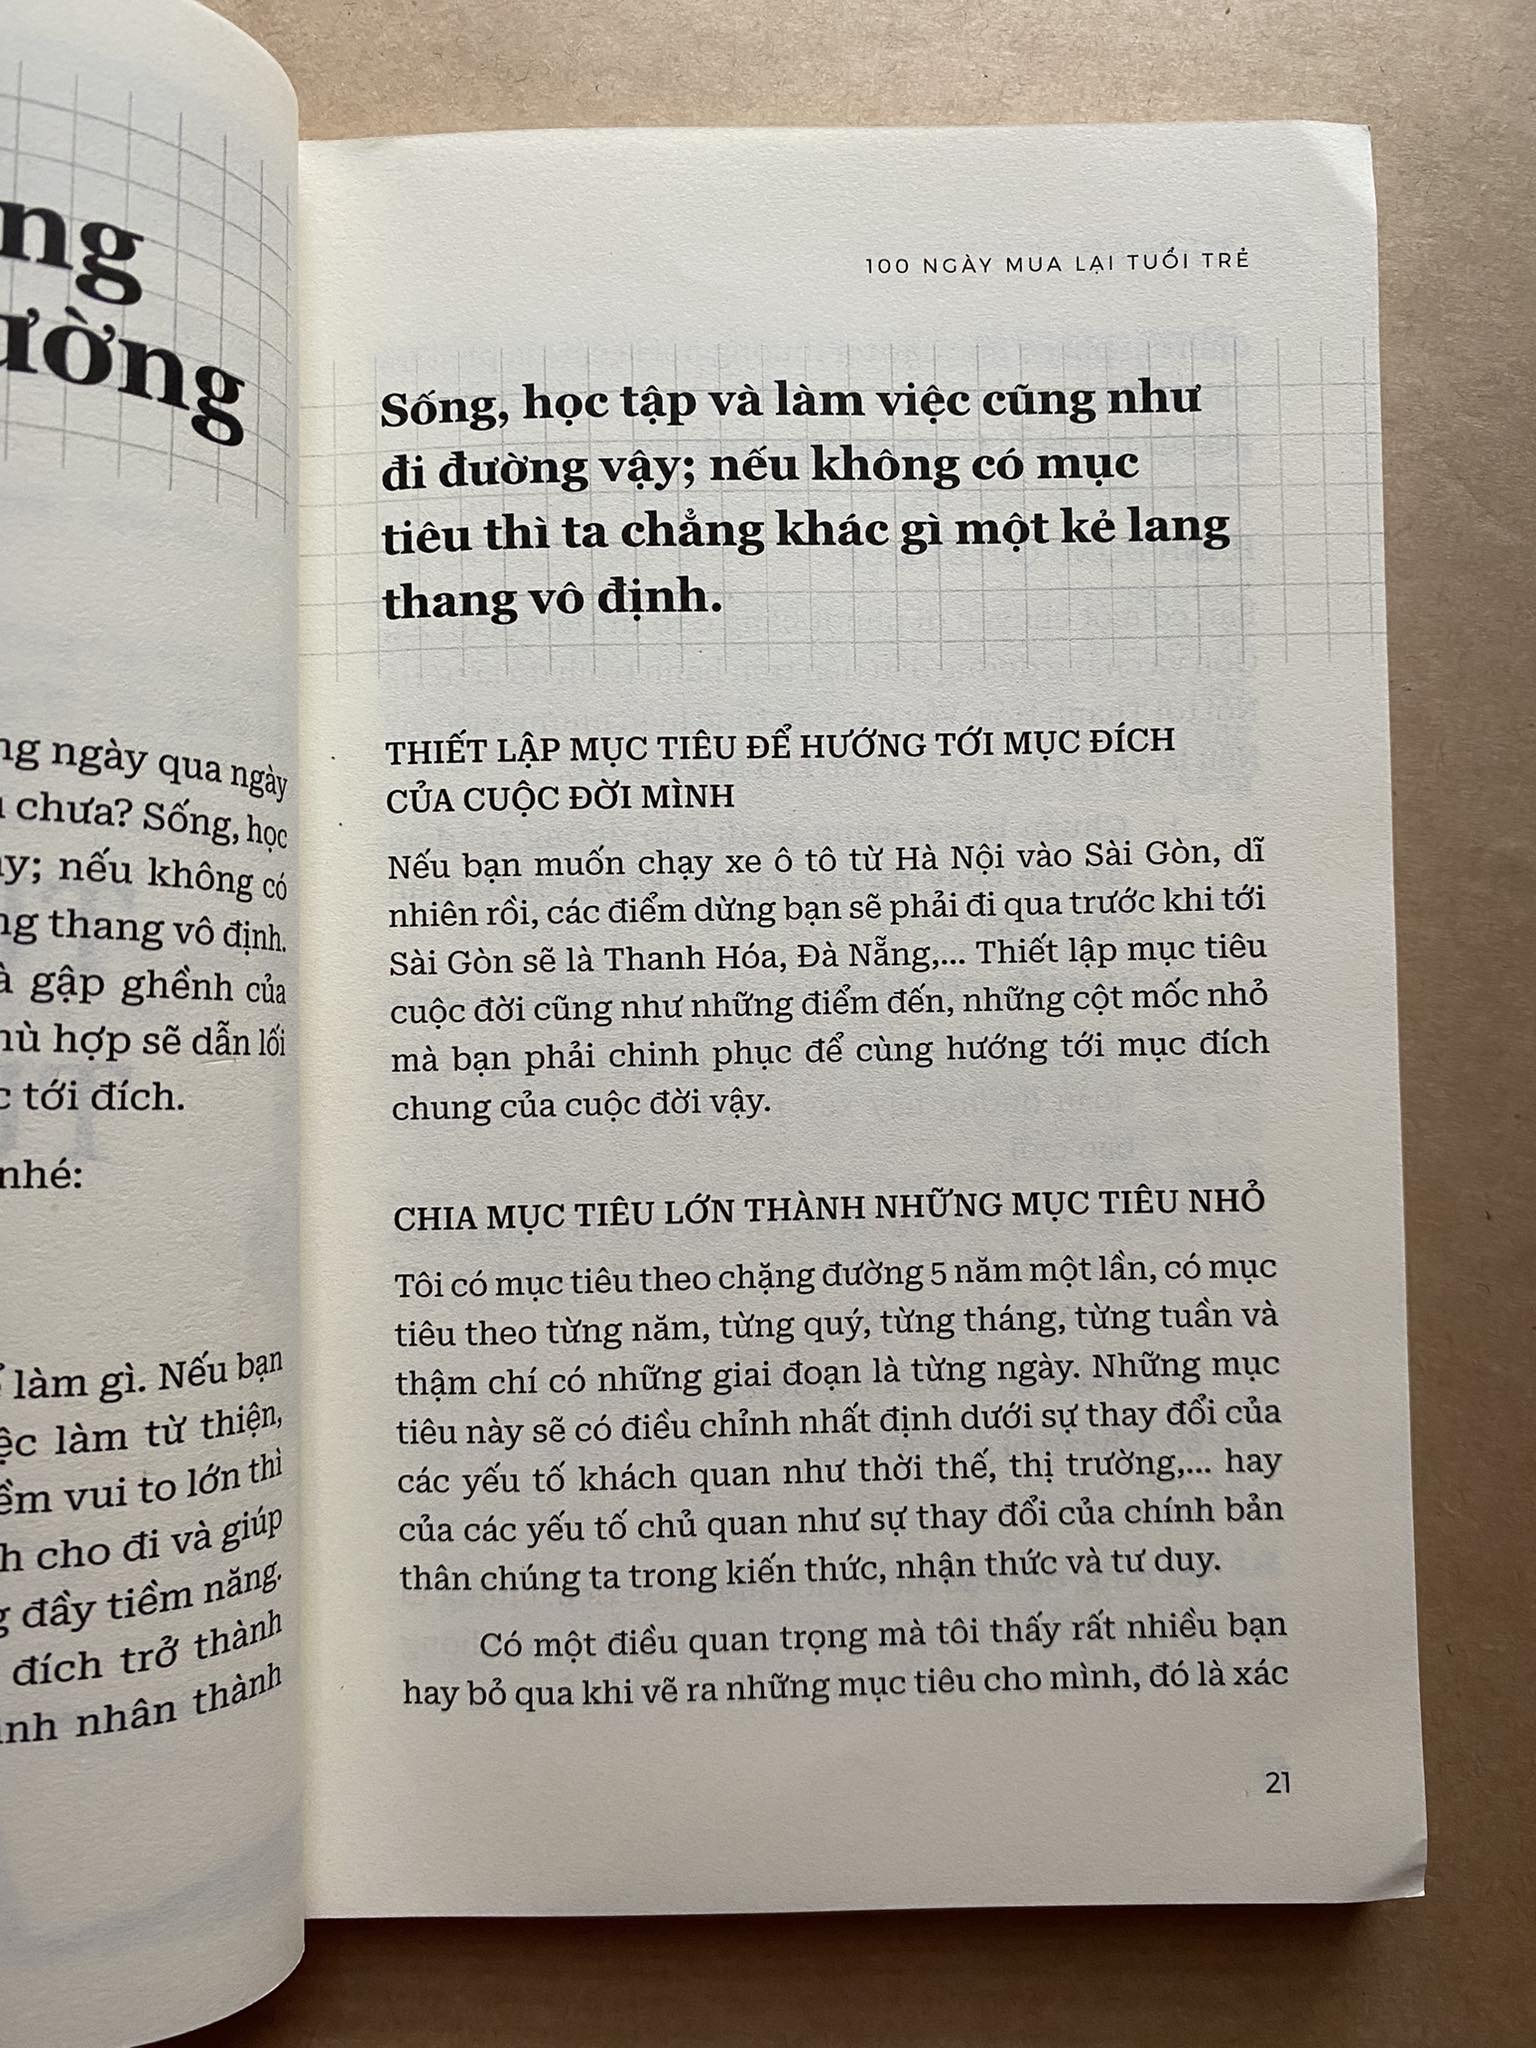 ng
ường
ng ngày qua ngày
chưa? Sống, học
y; nếu không có
ng thang vô định.
gập ghềnh của
hù hợp sẽ dẫn lối
c tới đích.
nhé:
làm gì. Nếu bạn
ệc làm từ thiện,
ềm vui to lớn thì
h cho đi và giúp
g đầy tiềm năng.
đích trở thành
nh nhân thành
100 NGÀY MUA LẠI TUỔI TRẺ
Sống, học tập và làm việc cũng như
đi đường vậy; nếu không có mục
tiêu thì ta chẳng khác gì một kẻ lang
thang vô định.
THIẾT LẬP MỤC TIÊU ĐỂ HƯỚNG TỚI MỤC ĐÍCH
CỦA CUỘC ĐỜI MÌNH
Nếu bạn muốn chạy xe ô tô từ Hà Nội vào Sài Gòn, dĩ
nhiên rồi, các điểm dừng bạn sẽ phải đi qua trước khi tới
Sài Gòn sẽ là Thanh Hóa, Đà Nẵng,... Thiết lập mục tiêu
cuộc đời cũng như những điểm đến, những cột mốc nhỏ
mà bạn phải chinh phục để cùng hướng tới mục đích
chung của cuộc đời vậy.
CHIA MỤC TIÊU LỚN THÀNH NHỮNG MỤC TIÊU NHỎ
Tôi có mục tiêu theo chặng đường 5 năm một lần, có mục
tiêu theo từng năm, từng quý, từng tháng, từng tuần và
thậm chí có những giai đoạn là từng ngày. Những mục
tiêu này sẽ có điều chỉnh nhất định dưới sự thay đổi của
các yếu tố khách quan như thời thế, thị trường,... hay
của các yếu tố chủ quan như sự thay đổi của chính bản
thân chúng ta trong kiến thức, nhận thức và tư duy.
Có một điều quan trọng mà tôi thấy rất nhiều bạn
hay bỏ qua khi vẽ ra những mục tiêu cho mình, đó là xác
21